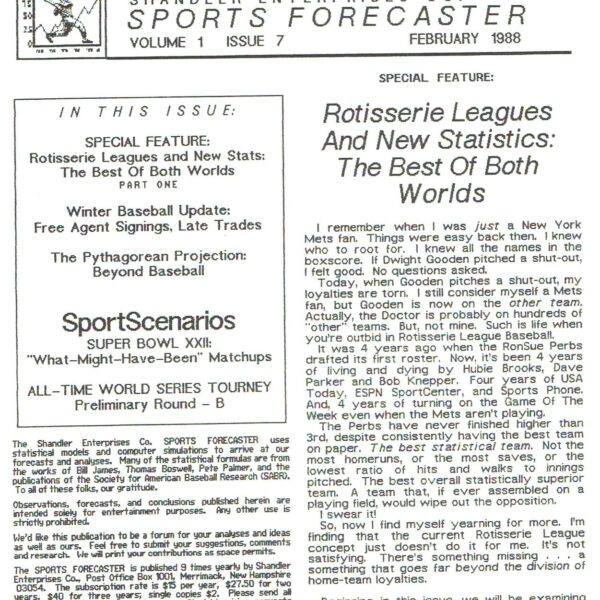 SHANDLER ENTERPRISES CO.
SPORTS FORECASTER
VOLUME 1 ISSUE 7 FEBRUARY 1988
IN THIS ISSUE:
SPECIAL FEATURE:
Rotisserie Leagues and New Stats:
The Best Of Both Worlds
PART ONE
Winter Baseball Update:
Free Agent Signings, Late Trades
The Pythagorean Projection:
Beyond Baseball
SportScenarios
SUPER BOWL XXII:
"What-Might-Have-Been" Matchups
ALL-TIME WORLD SERIES TOURNEY
Preliminary Round - B
The Shandler Enterprises Co. SPORTS FORECASTER uses
statistical models and computer simulations to arrive at our
forecasts and analyses. Many of the statistical formulas are from
the works of Bill James, Thomas Boswell, Pete Palmer, and the
publications of the Society for American Baseball Research (SABR).
To all of these folks, our gratitude.
Observations, forecasts, and conclusions published herein are
intended solely for entertainment purposes. Any other use is
strictly prohibited.
We'd like this publication to be a forum for your analyses and ideas
as well as ours. Feel free to submit your suggestions, comments
and research. We will print your contributions as space permits.
The SPORTS FORECASTER is published 9 times yearly by Shandler
Enterprises Co., Post Office Box 1001, Merrimack, New Hampshire
03054. The subscription rate is $15 per year, $27.50 for two
years, $40 for three years; single copies $2. Please send all
SPECIAL FEATURE:
Rotisserie Leagues
And New Statistics:
The Best Of Both
Worlds
I remember when I was just a New York
Mets fan. Things were easy back then. I knew
who to root for. I knew all the names in the
boxscore. If Dwight Gooden pitched a shut-out,
I felt good. No questions asked.
Today, when Gooden pitches a shut-out, my
loyalties are torn. I still consider myself a Mets
fan, but Gooden is now on the other team.
Actually, the Doctor is probably on hundreds of
"other" teams. But, not mine. Such is life when
you're outbid in Rotisserie League Baseball.
It was 4 years ago when the RonSue Perbs
drafted its first roster. Now, it's been 4 years
of living and dying by Hubie Brooks, Dave
Parker and Bob Knepper. Four years of USA
Today, ESPN SportCenter, and Sports Phone.
And, 4 years of turning on the Game Of The
Week even when the Mets aren't playing.
The Perbs have never finished higher than
3rd, despite consistently having the best team
on paper. The best statistical team. Not the
most homeruns, or the most saves, or the
lowest ratio of hits and walks to innings
pitched. The best overall statistically superior
team. A team that, if ever assembled on a
playing field, would wipe out the opposition.
I swear it!
So, now I find myself yearning for more. I'm
finding that the current Rotisserie League
concept just doesn't do it for me. It's not
satisfying. There's something missing . . . a
something that goes far beyond the division of
home-team loyalties.
Beginning in this issue, we will be examining